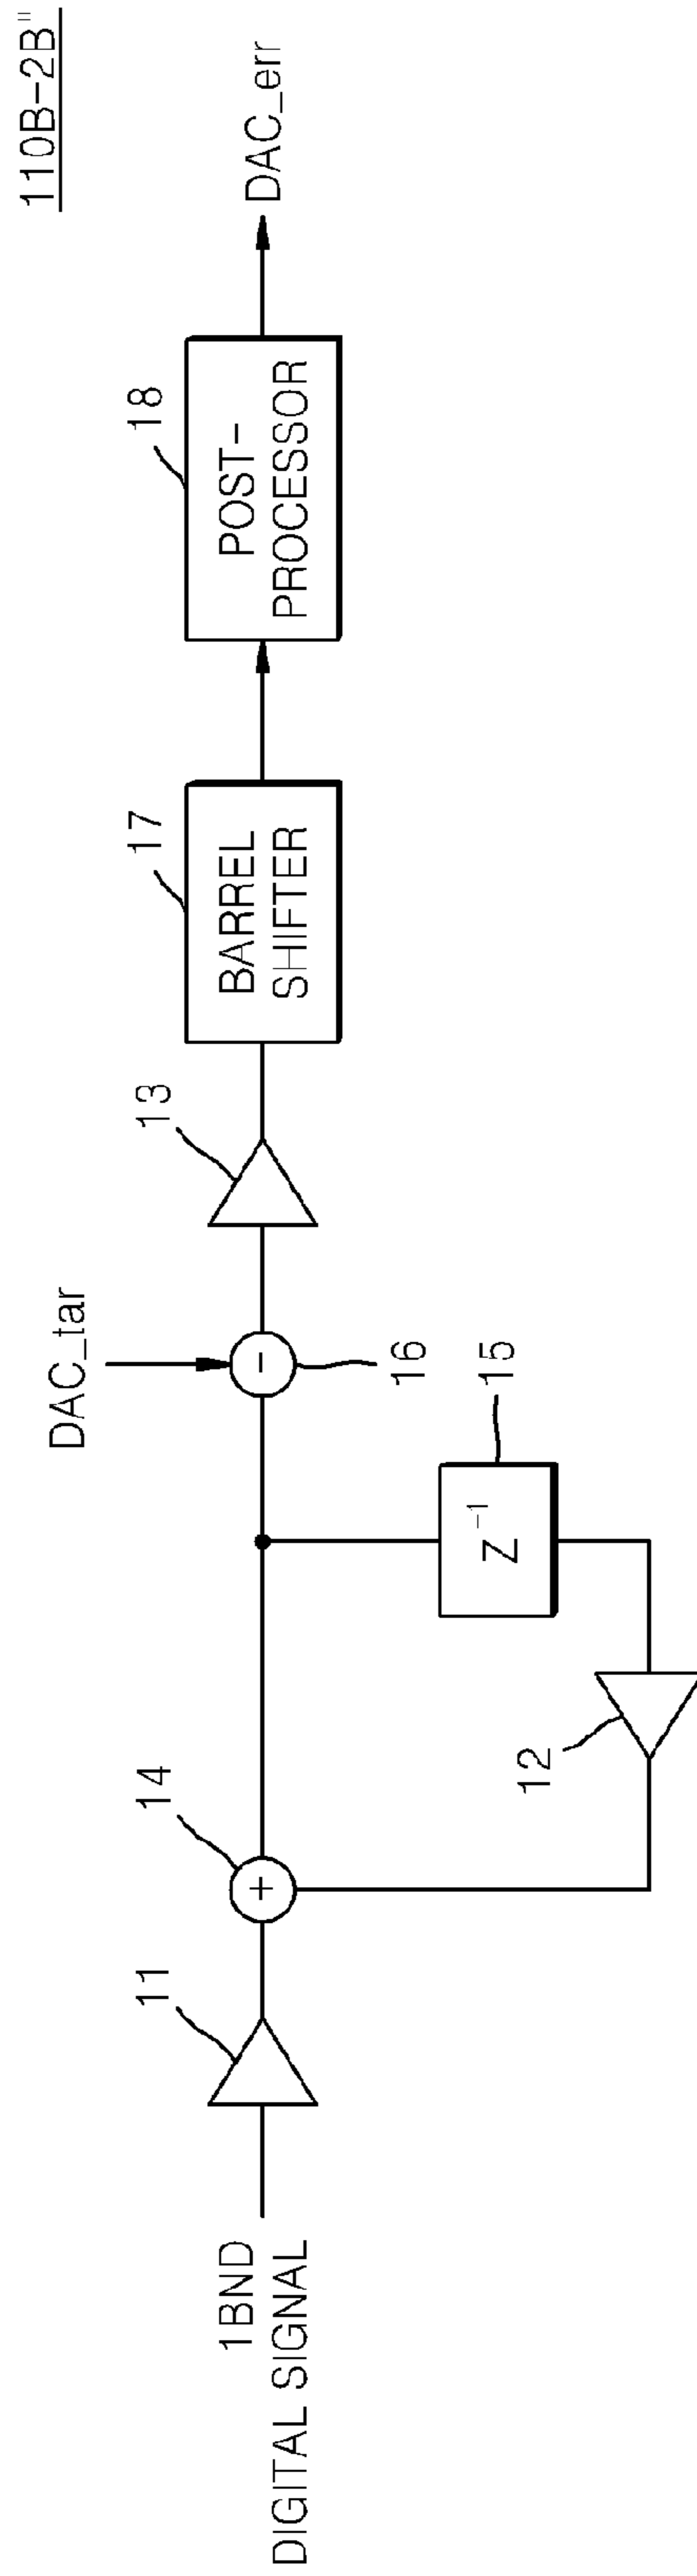 110B-2B"
1BND
DIGITAL SIGNAL
11
14
12
15
16
DAC_tar
13
17
BARREL
SHIFTER
18
POST-
PROCESSOR
DAC_err
+
-
Z⁻¹